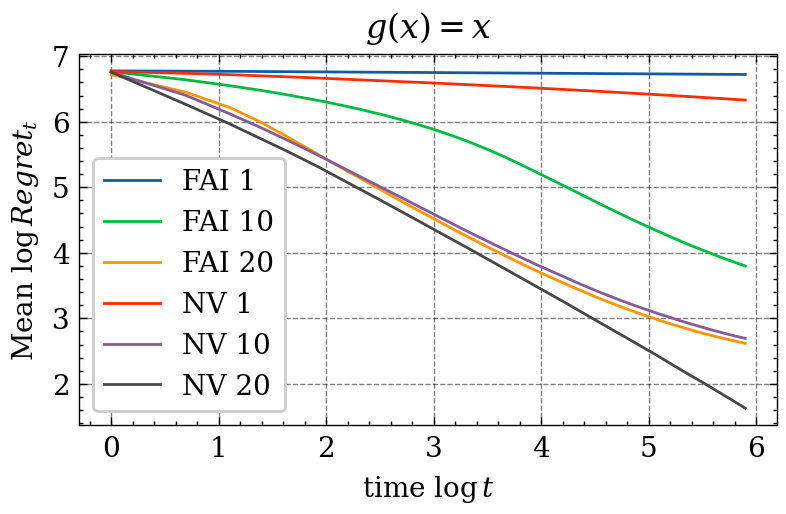 g(x) = x
7
6
5
4
3
2
Mean log Regret_t
FAI 1
FAI 10
FAI 20
NV 1
NV 10
NV 20
0 1 2 3 4 5 6
time log t